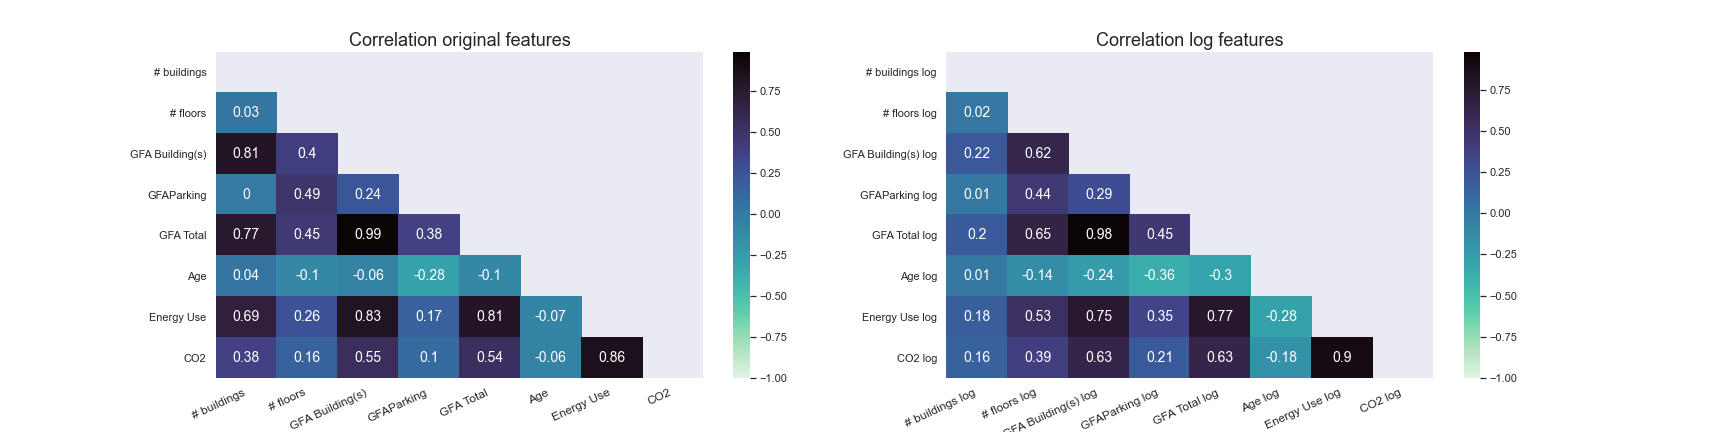 Correlation original features
# buildings
# floors 0.03
GFA Building(s) 0.81 0.4
GFAParking 0 0.49 0.24
GFA Total 0.77 0.45 0.99 0.38
Age 0.04 -0.1 -0.06 -0.28 -0.1
Energy Use 0.69 0.26 0.83 0.17 0.81 -0.07
CO2 0.38 0.16 0.55 0.1 0.54 -0.06 0.86
# buildings # floors GFA Building(s) GFAParking GFA Total Age Energy Use CO2
0.75
0.50
0.25
0.00
−0.25
−0.50
−0.75
−1.00
Correlation log features
# buildings log
# floors log 0.02
GFA Building(s) log 0.22 0.62
GFAParking log 0.01 0.44 0.29
GFA Total log 0.2 0.65 0.98 0.45
Age log 0.01 -0.14 -0.24 -0.36 -0.3
Energy Use log 0.18 0.53 0.75 0.35 0.77 -0.28
CO2 log 0.16 0.39 0.63 0.21 0.63 -0.18 0.9
# buildings log # floors log GFA Building(s) log GFAParking log GFA Total log Age log Energy Use log CO2 log
0.75
0.50
0.25
0.00
−0.25
−0.50
−0.75
−1.00